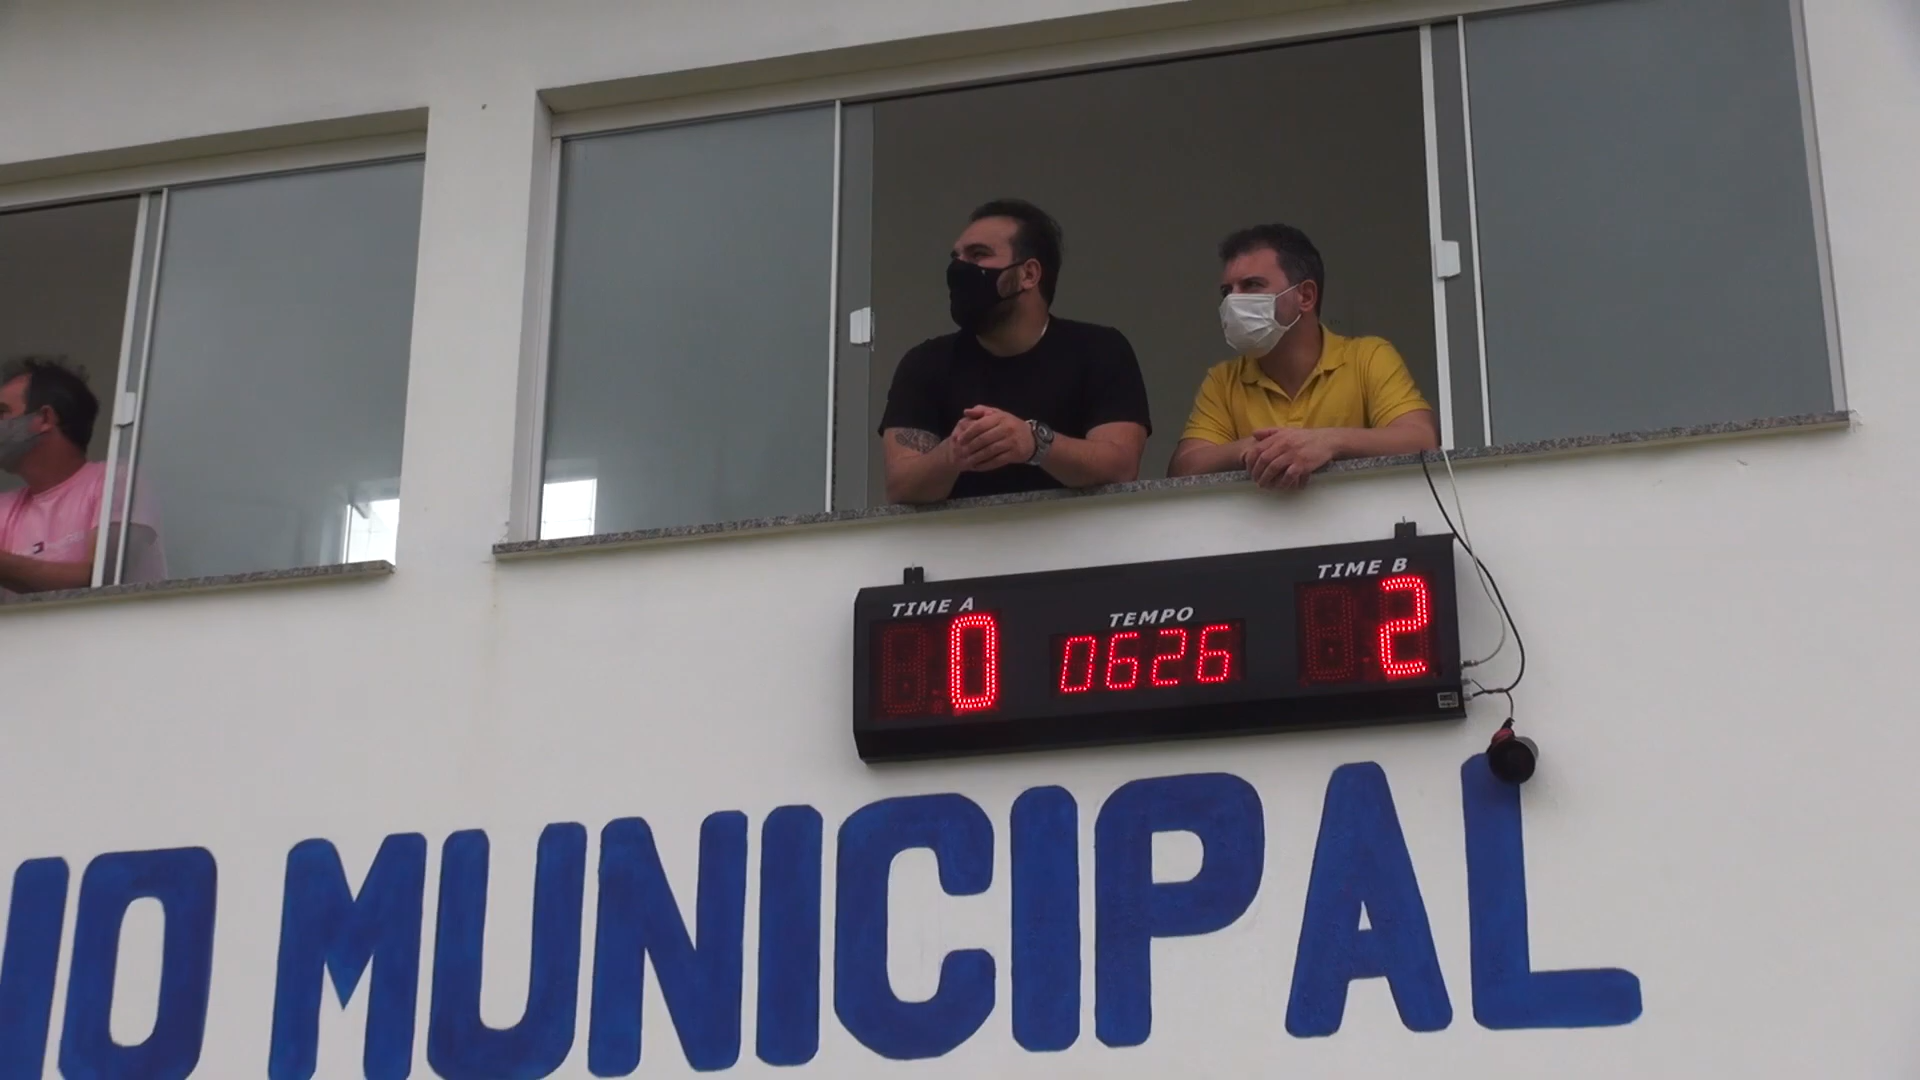 TIME A
TEMPO
TIME B
0
0626
2
IO MUNICIPAL